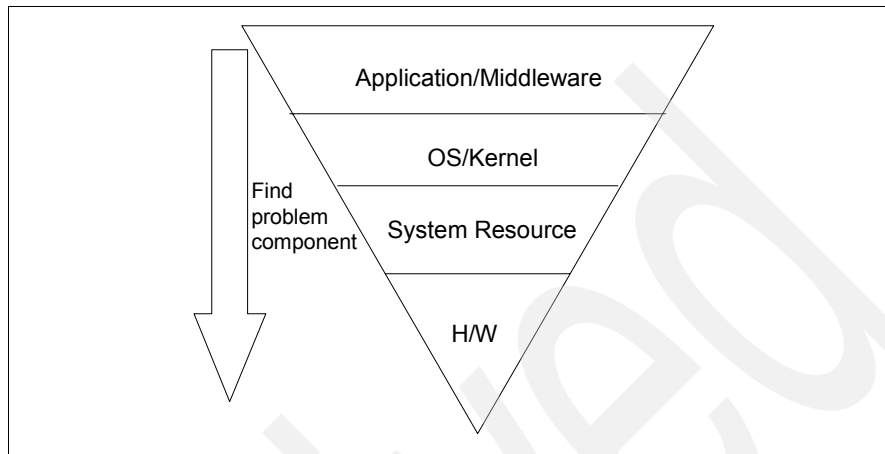 Application/Middleware
OS/Kernel
Find
problem
component
System Resource
H/W